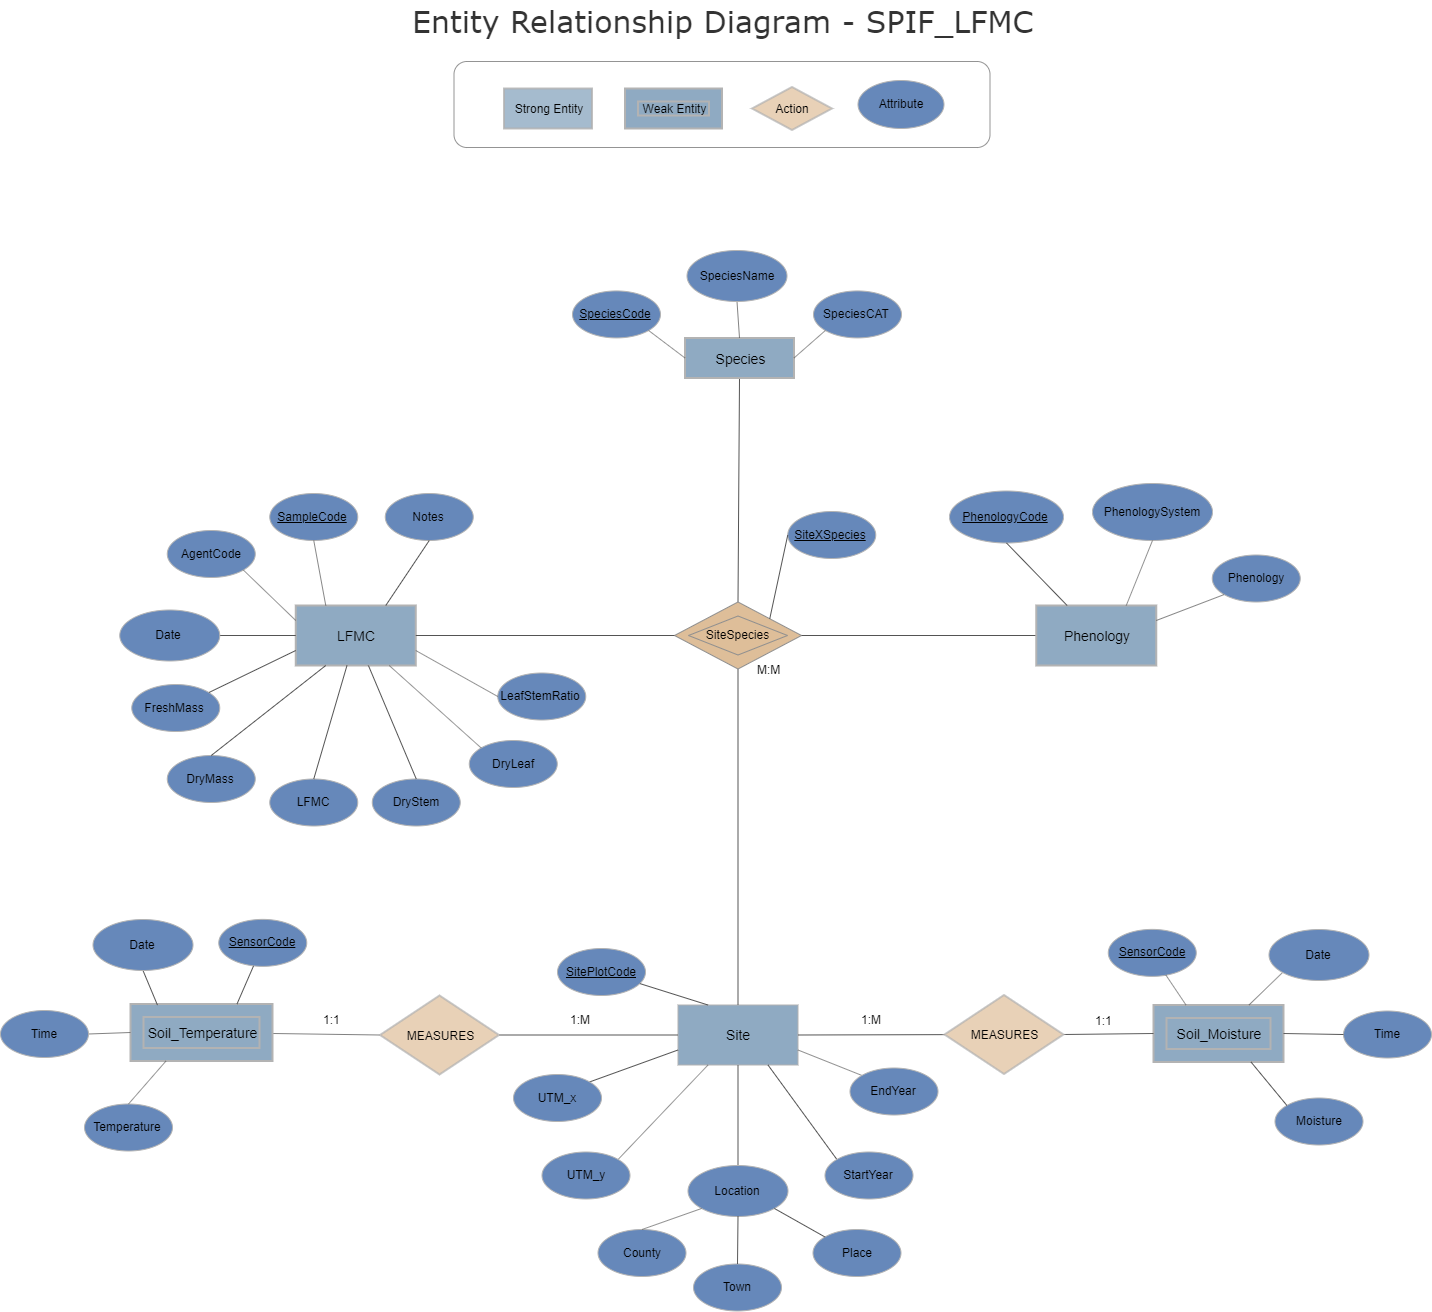 Entity Relationship Diagram - SPIF_LFMC
Strong Entity
Weak Entity
Action
Attribute
SpeciesName
SpeciesCode
SpeciesCAT
Species
SampleCode
Notes
AgentCode
Date
LFMC
FreshMass
DryMass
LFMC
DryStem
DryLeaf
LeafStemRatio
SiteXSpecies
SiteSpecies
M:M
PhenologyCode
PhenologySystem
Phenology
Phenology
Date
SensorCode
Time
Soil_Temperature
Temperature
1:1
MEASURES
1:M
SitePlotCode
Site
UTM_x
UTM_y
Location
County
Town
Place
StartYear
EndYear
1:M
MEASURES
1:1
SensorCode
Date
Soil_Moisture
Time
Moisture